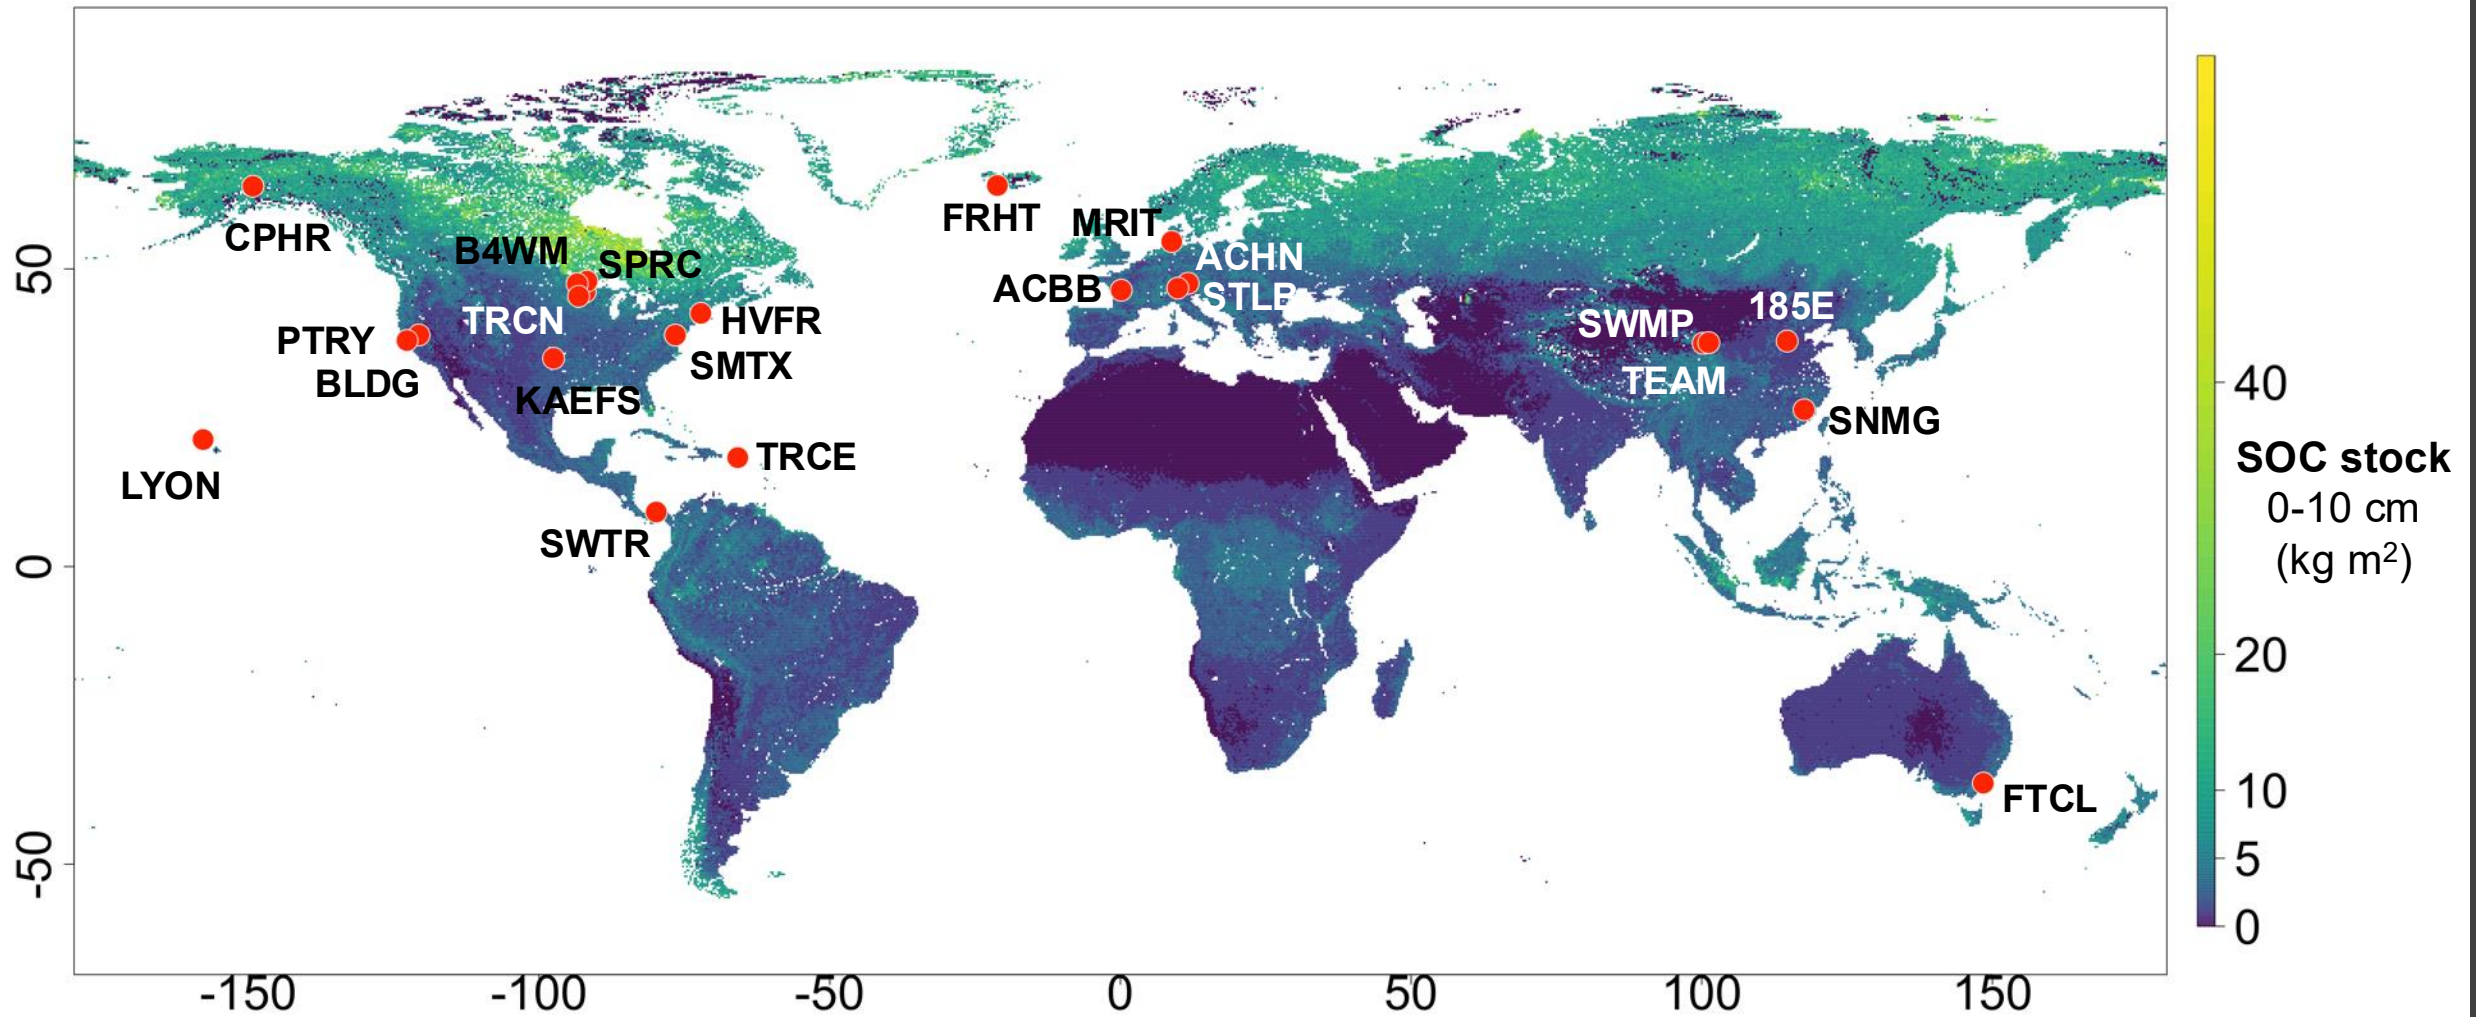 50
0
-50
-150
-100
-50
0
50
100
150
CPHR
FRHT
MRIT
B4WM
SPRC
ACHN
ACBB
STLB
TRCN
HVFR
PTRY
SMTX
BLDG
KAEFS
SWMP
185E
TEAM
SNMG
LYON
TRCE
SWTR
FTCL
40
SOC stock
0-10 cm
(kg m²)
20
10
5
0